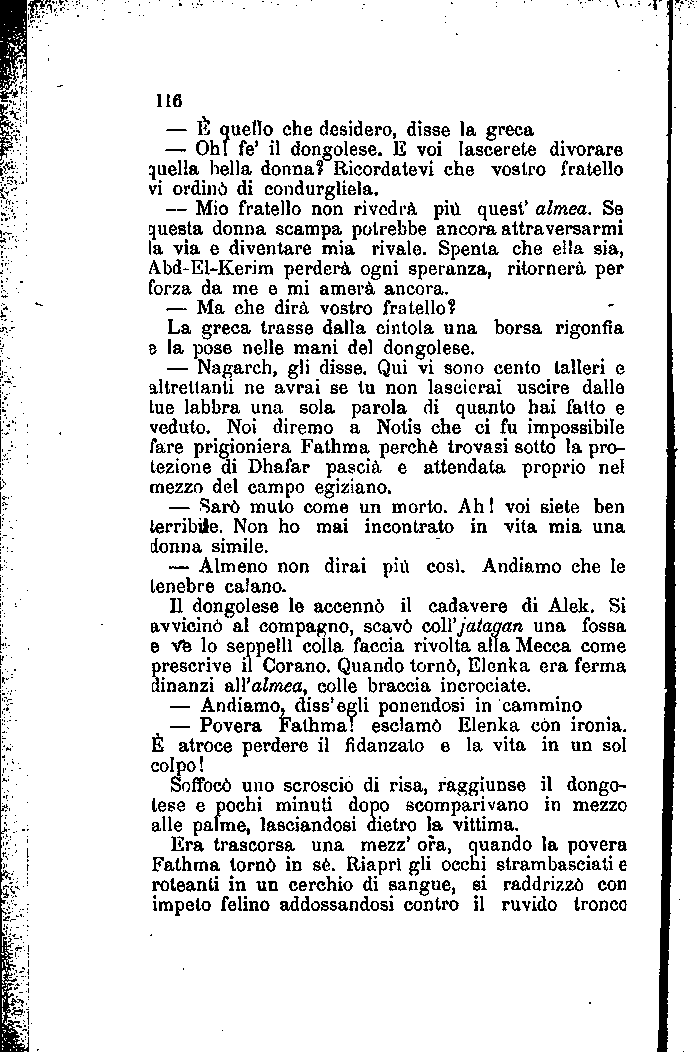 116
— È quello che desidero, disse la greca
— Oh! fe' il dongolese. E voi lascerete divorare
quella bella donna? Ricordatevi che vostro fratello
vi ordinò di condurgliela.
— Mio fratello non rivedrà più quest' almea. Se
questa donna scampa potrebbe ancora attraversarmi
la via e diventare mia rivale. Spenta che ella sia,
Abd-El-Kerim perderà ogni speranza, ritornerà per
forza da me e mi amerà ancora.
— Ma che dirà vostro fratello?
La greca trasse dalla cintola una borsa rigonfia
e la pose nelle mani del dongolese.
— Nagarch, gli disse. Qui vi sono cento talleri e
altrettanti ne avrai se tu non lascierai uscire dalle
tue labbra una sola parola di quanto hai fatto e
veduto. Noi diremo a Notis che ci fu impossibile
fare prigioniera Fathma perchè trovasi sotto la pro-
tezione di Dhafar pascià e attendata proprio nel
mezzo del campo egiziano.
— Sarò muto come un morto. Ah! voi siete ben
terribile. Non ho mai incontrato in vita mia una
donna simile.
— Almeno non dirai più così. Andiamo che le
tenebre calano.
Il dongolese le accennò il cadavere di Alek. Si
avvicinò al compagno, scavò coll'jatagan una fossa
e ve lo seppellì colla faccia rivolta alla Mecca come
prescrive il Corano. Quando tornò, Elenka era ferma
dinanzi all'almea, colle braccia incrociate.
— Andiamo, diss'egli ponendosi in cammino
— Povera Fathma! esclamò Elenka con ironia.
È atroce perdere il fidanzato e la vita in un sol
colpo!
Soffocò uno scroscio di risa, raggiunse il dongo-
lese e pochi minuti dopo scomparivano in mezzo
alle palme, lasciandosi dietro la vittima.
Era trascorsa una mezz' ora, quando la povera
Fathma tornò in sè. Riaprì gli occhi strambasciati e
roteanti in un cerchio di sangue, si raddrizzò con
impeto felino addossandosi contro il ruvido tronco